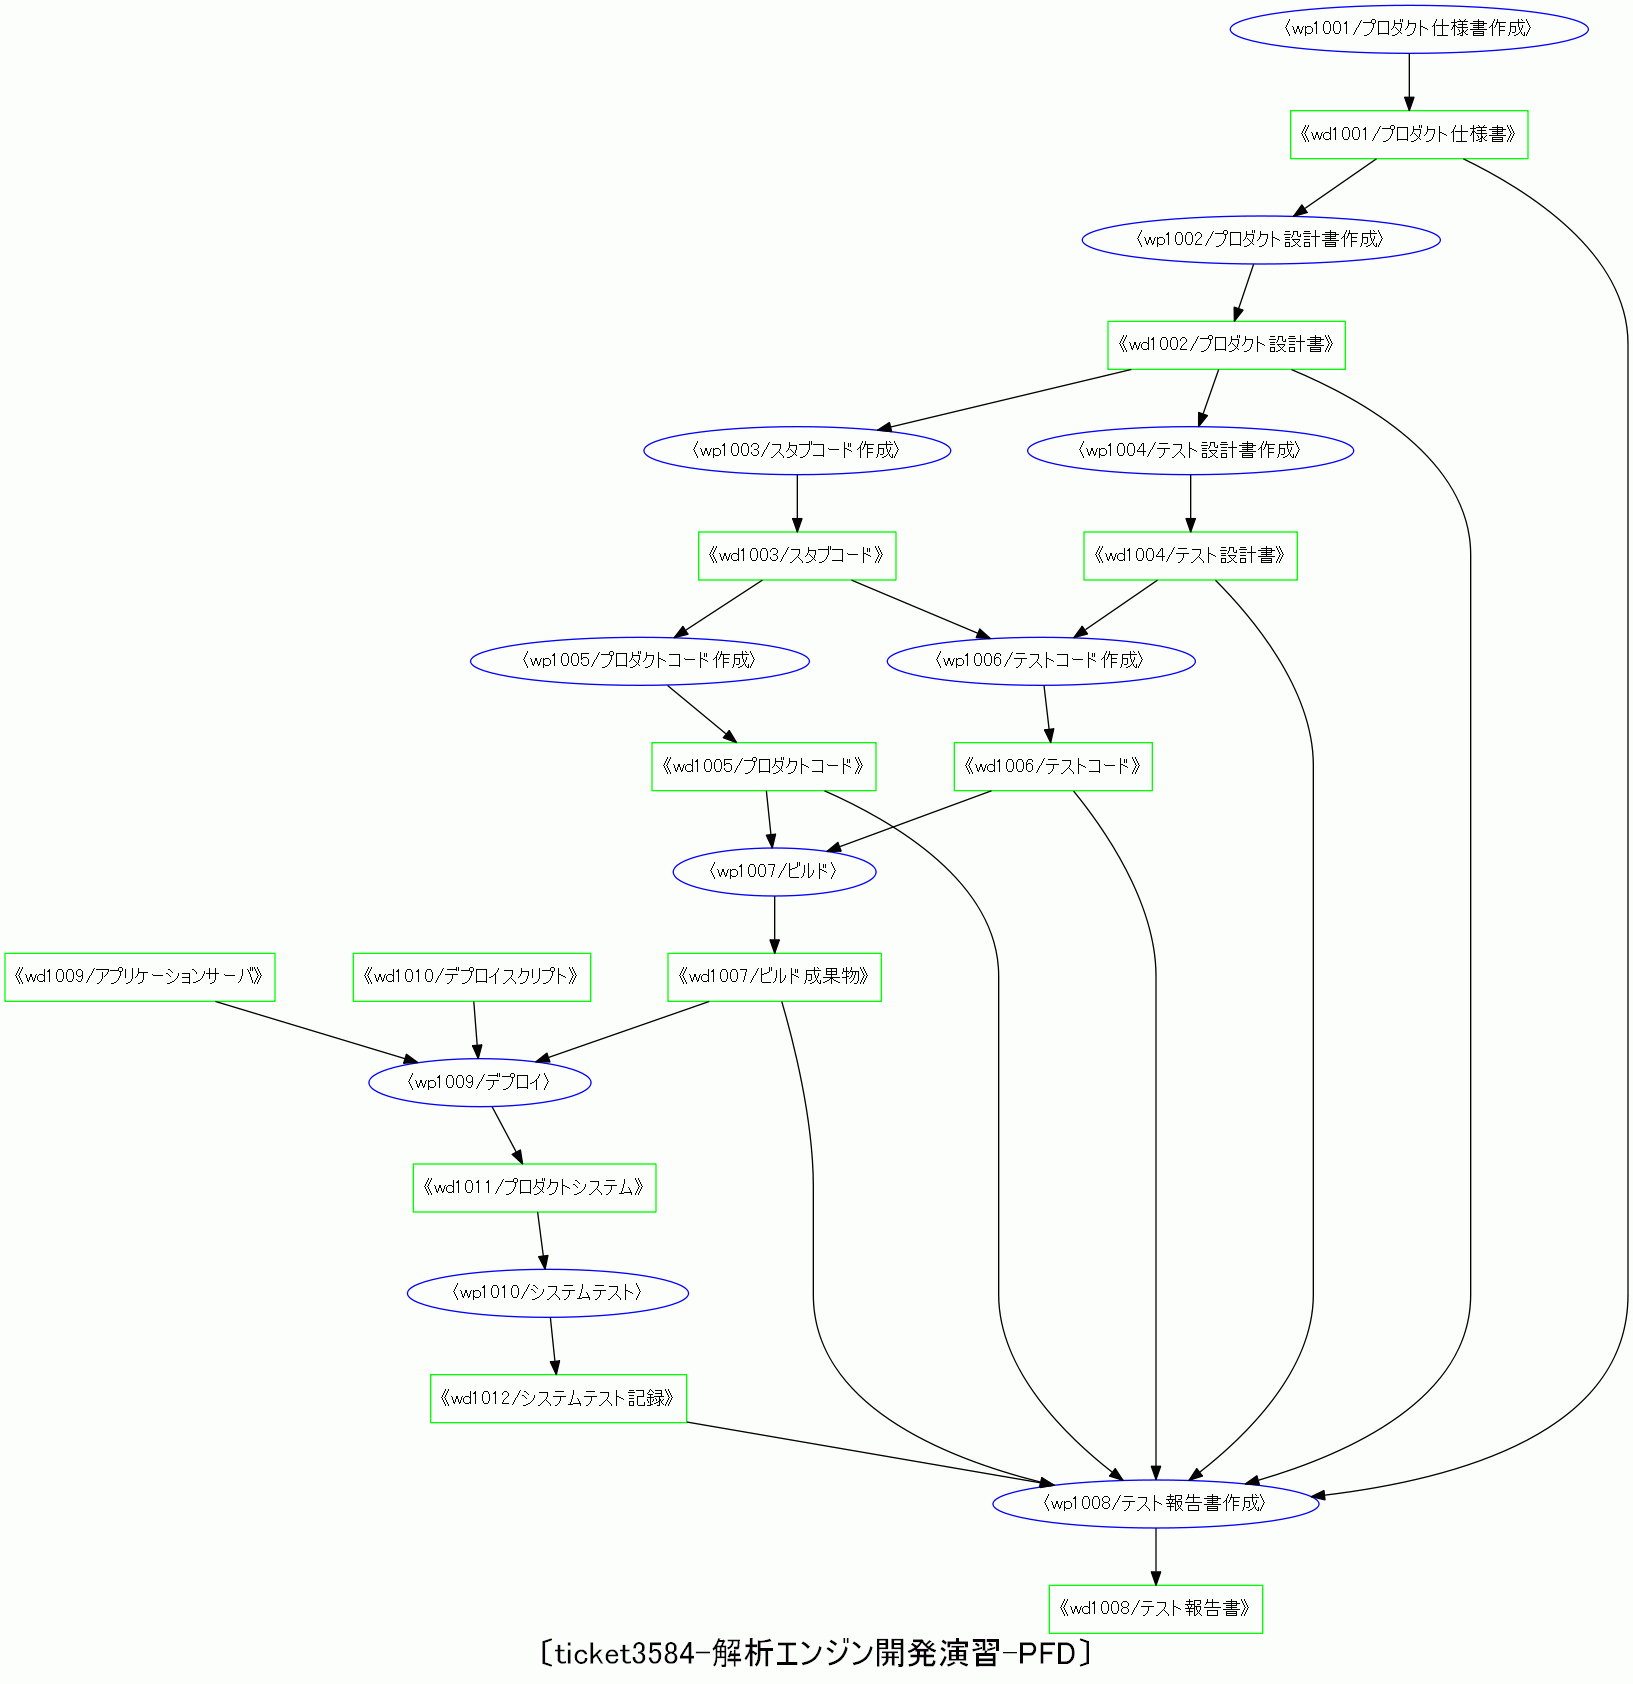 〈wp1001/プロダクト仕様書作成〉
《wd1001/プロダクト仕様書》
〈wp1002/プロダクト設計書作成〉
《wd1002/プロダクト設計書》
〈wp1003/スタブコード作成〉
〈wp1004/テスト設計書作成〉
《wd1003/スタブコード》
《wd1004/テスト設計書》
〈wp1005/プロダクトコード作成〉
〈wp1006/テストコード作成〉
《wd1005/プロダクトコード》
《wd1006/テストコード》
〈wp1007/ビルド〉
《wd1009/アプリケーションサーバ》
《wd1010/デプロイスクリプト》
《wd1007/ビルド成果物》
〈wp1009/デプロイ〉
《wd1011/プロダクトシステム》
〈wp1010/システムテスト〉
《wd1012/システムテスト記録》
〈wp1008/テスト報告書作成〉
《wd1008/テスト報告書》
〔ticket3584-解析エンジン開発演習-PFD〕